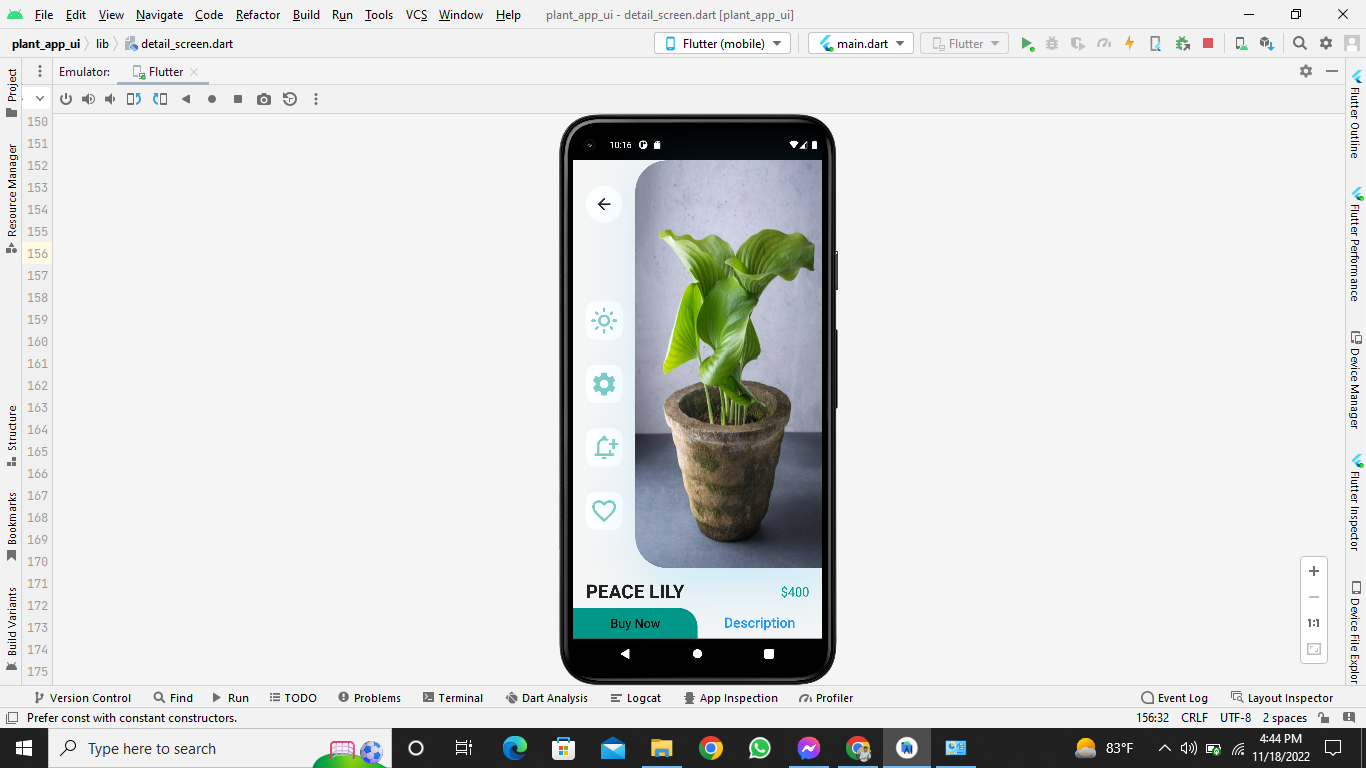 File Edit View Navigate Code Refactor Build Run Tools VCS Window Help plant_app_ui - detail_screen.dart [plant_app_ui]
plant_app_ui lib detail_screen.dart Flutter (mobile) main.dart Flutter
Emulator: Flutter
Project
Resource Manager
Structure
Bookmarks
Build Variants
150
151
152
153
154
155
156
157
158
159
160
161
162
163
164
165
166
167
168
169
170
171
172
173
174
175
10:16
PEACE LILY $400
Buy Now Description
1:1
Flutter Outline
Flutter Performance
Device Manager
Flutter Inspector
Device File Explor
Version Control Find Run TODO Problems Terminal Dart Analysis Logcat App Inspection Profiler Event Log Layout Inspector
Prefer const with constant constructors. 156:32 CRLF UTF-8 2 spaces
Type here to search 83°F 4:44 PM
11/18/2022